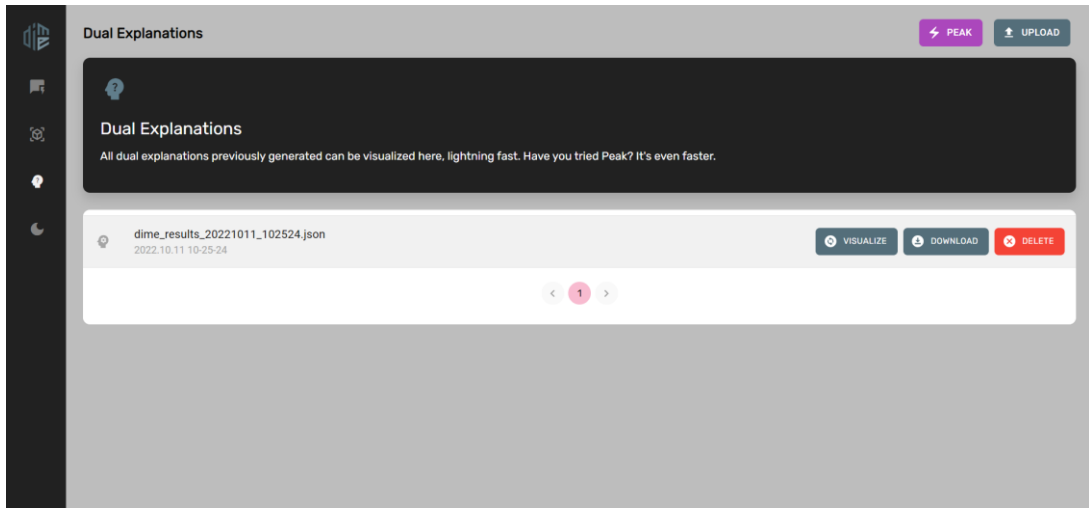 dime
Dual Explanations
PEAK
UPLOAD
Dual Explanations
All dual explanations previously generated can be visualized here, lightning fast. Have you tried Peak? It's even faster.
dime_results_20221011_102524.json
2022.10.11 10-25-24
VISUALIZE
DOWNLOAD
DELETE
1